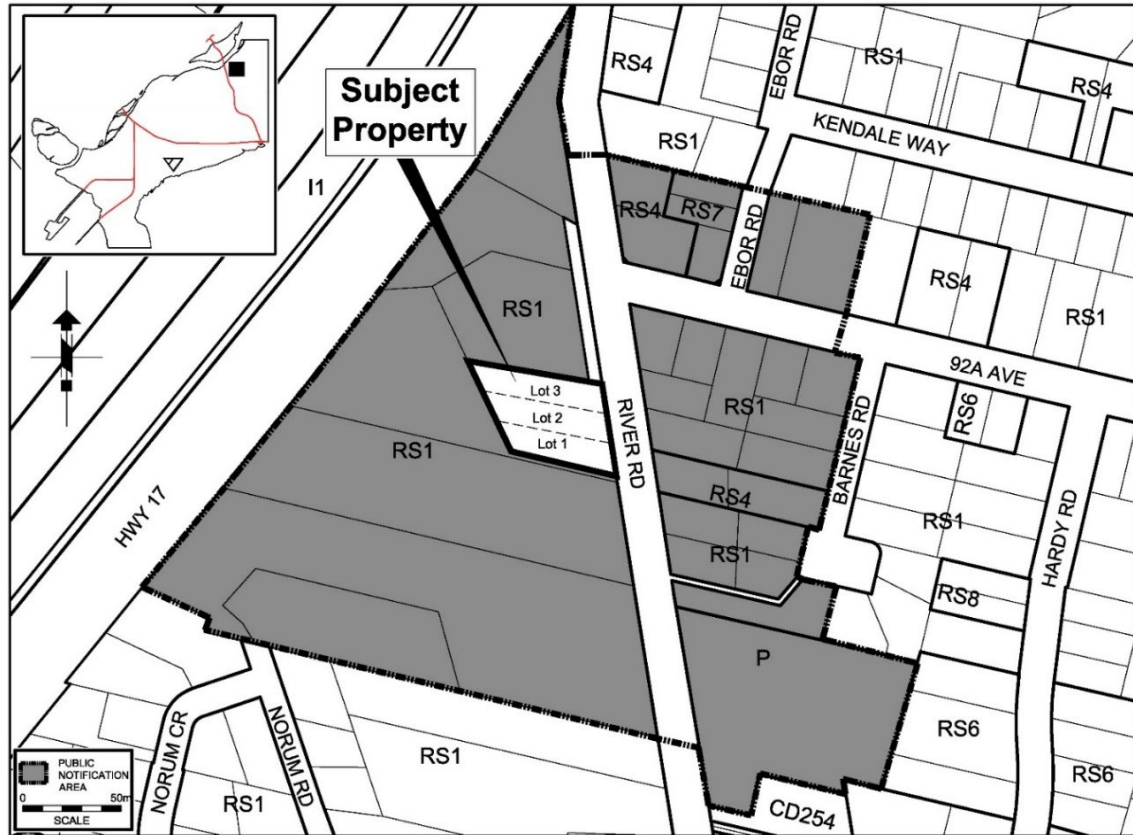 EBOR RD
RS1
RS4
RS4
Subject
Property
KENDALE WAY
RS1
I1
RS4
RS7
EBOR RD
RS4
RS1
RS1
92A AVE
Lot 3
Lot 2
Lot 1
RS1
RS6
RIVER RD
BARNES RD
RS1
RS4
HWY 17
RS1
RS1
HARDY RD
RS8
P
NORUM CR
NORUM RD
RS1
RS6
RS6
PUBLIC
NOTIFICATION
AREA
0 50m
SCALE
RS1
CD254